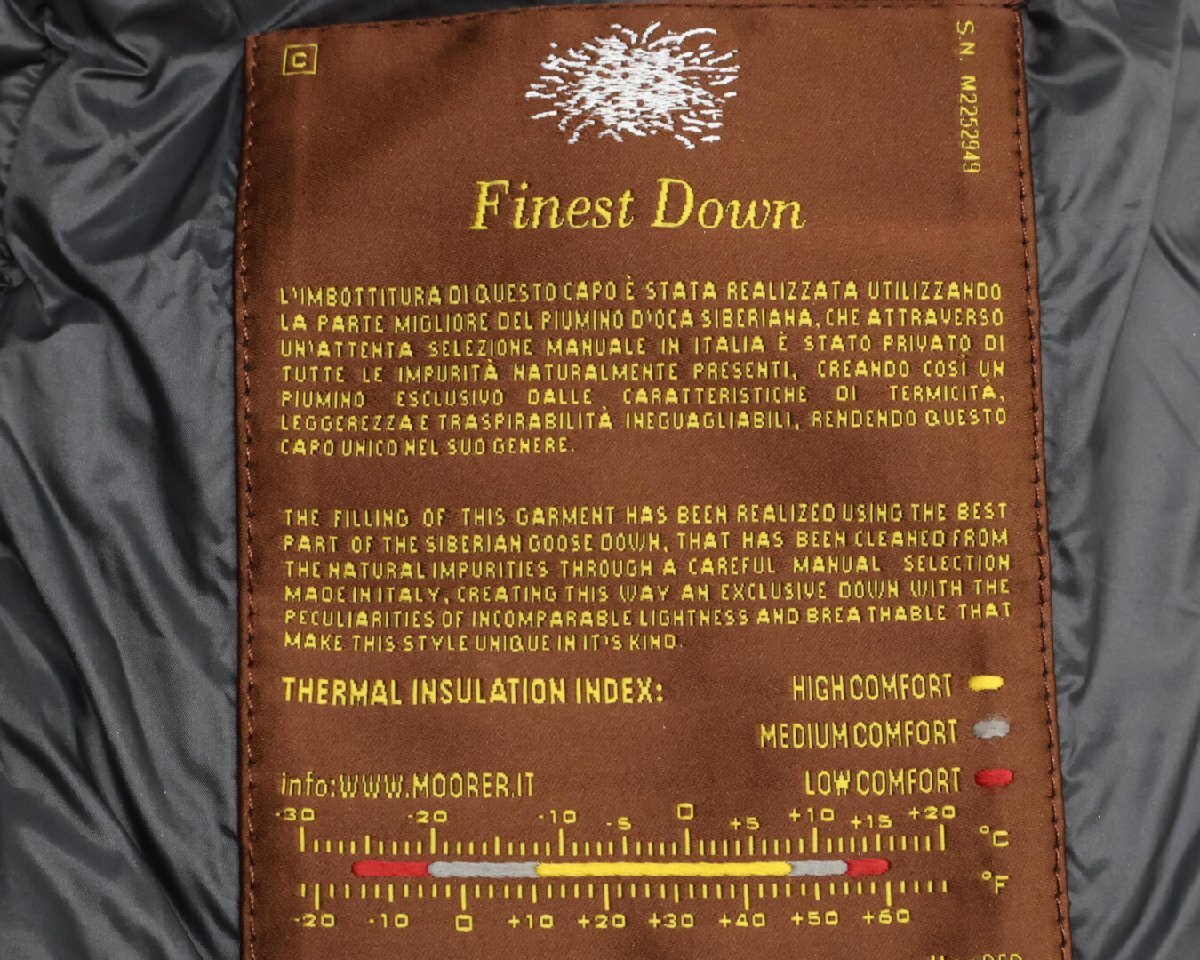 C
S.N. M2252949
Finest Down
L'IMBOTTITURA DI QUESTO CAPO È STATA REALIZZATA UTILIZZANDO
LA PARTE MIGLIORE DEL PIUMINO D'OCA SIBERIANA, CHE ATTRAVERSO
UN'ATTENTA SELEZIONE MANUALE IN ITALIA È STATO PRIVATO DI
TUTTE LE IMPURITÀ NATURALMENTE PRESENTI, CREANDO COSÌ UN
PIUMINO ESCLUSIVO DALLE CARATTERISTICHE DI TERMICITÀ,
LEGGEREZZA E TRASPIRABILITÀ INEGUAGLIABILI, RENDENDO QUESTO
CAPO UNICO NEL SUO GENERE.
THE FILLING OF THIS GARMENT HAS BEEN REALIZED USING THE BEST
PART OF THE SIBERIAN GOOSE DOWN, THAT HAS BEEN CLEANED FROM
THE NATURAL IMPURITIES THROUGH A CAREFUL MANUAL SELECTION
MADE IN ITALY, CREATING THIS WAY AN EXCLUSIVE DOWN WITH THE
PECULIARITIES OF INCOMPARABLE LIGHTNESS AND BREATHABLE THAT
MAKE THIS STYLE UNIQUE IN IT'S KIND.
THERMAL INSULATION INDEX: HIGH COMFORT
MEDIUM COMFORT
info:WWW.MOORER.IT LOW COMFORT
-30 -20 -10 -5 0 +5 +10 +15 +20 °C
°F
-20 -10 0 +10 +20 +30 +40 +50 +60